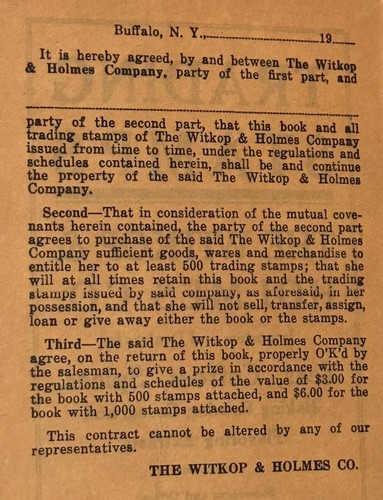 Buffalo, N. Y., 19
It is hereby agreed, by and between The Witkop
& Holmes Company, party of the first part, and
party of the second part, that this book and all
trading stamps of The Witkop & Holmes Company
issued from time to time, under the regulations and
schedules contained herein, shall be and continue
the property of the said The Witkop & Holmes
Company.
Second—That in consideration of the mutual cove-
nants herein contained, the party of the second part
agrees to purchase of the said The Witkop & Holmes
Company sufficient goods, wares and merchandise to
entitle her to at least 500 trading stamps; that she
will at all times retain this book and the trading
stamps issued by said company, as aforesaid, in her
possession, and that she will not sell, transfer, assign,
loan or give away either the book or the stamps.
Third—The said The Witkop & Holmes Company
agree, on the return of this book, properly O'K'd by
the salesman, to give a prize in accordance with the
regulations and schedules of the value of $3.00 for
the book with 500 stamps attached, and $6.00 for the
book with 1,000 stamps attached.
This contract cannot be altered by any of our
representatives.
THE WITKOP & HOLMES CO.